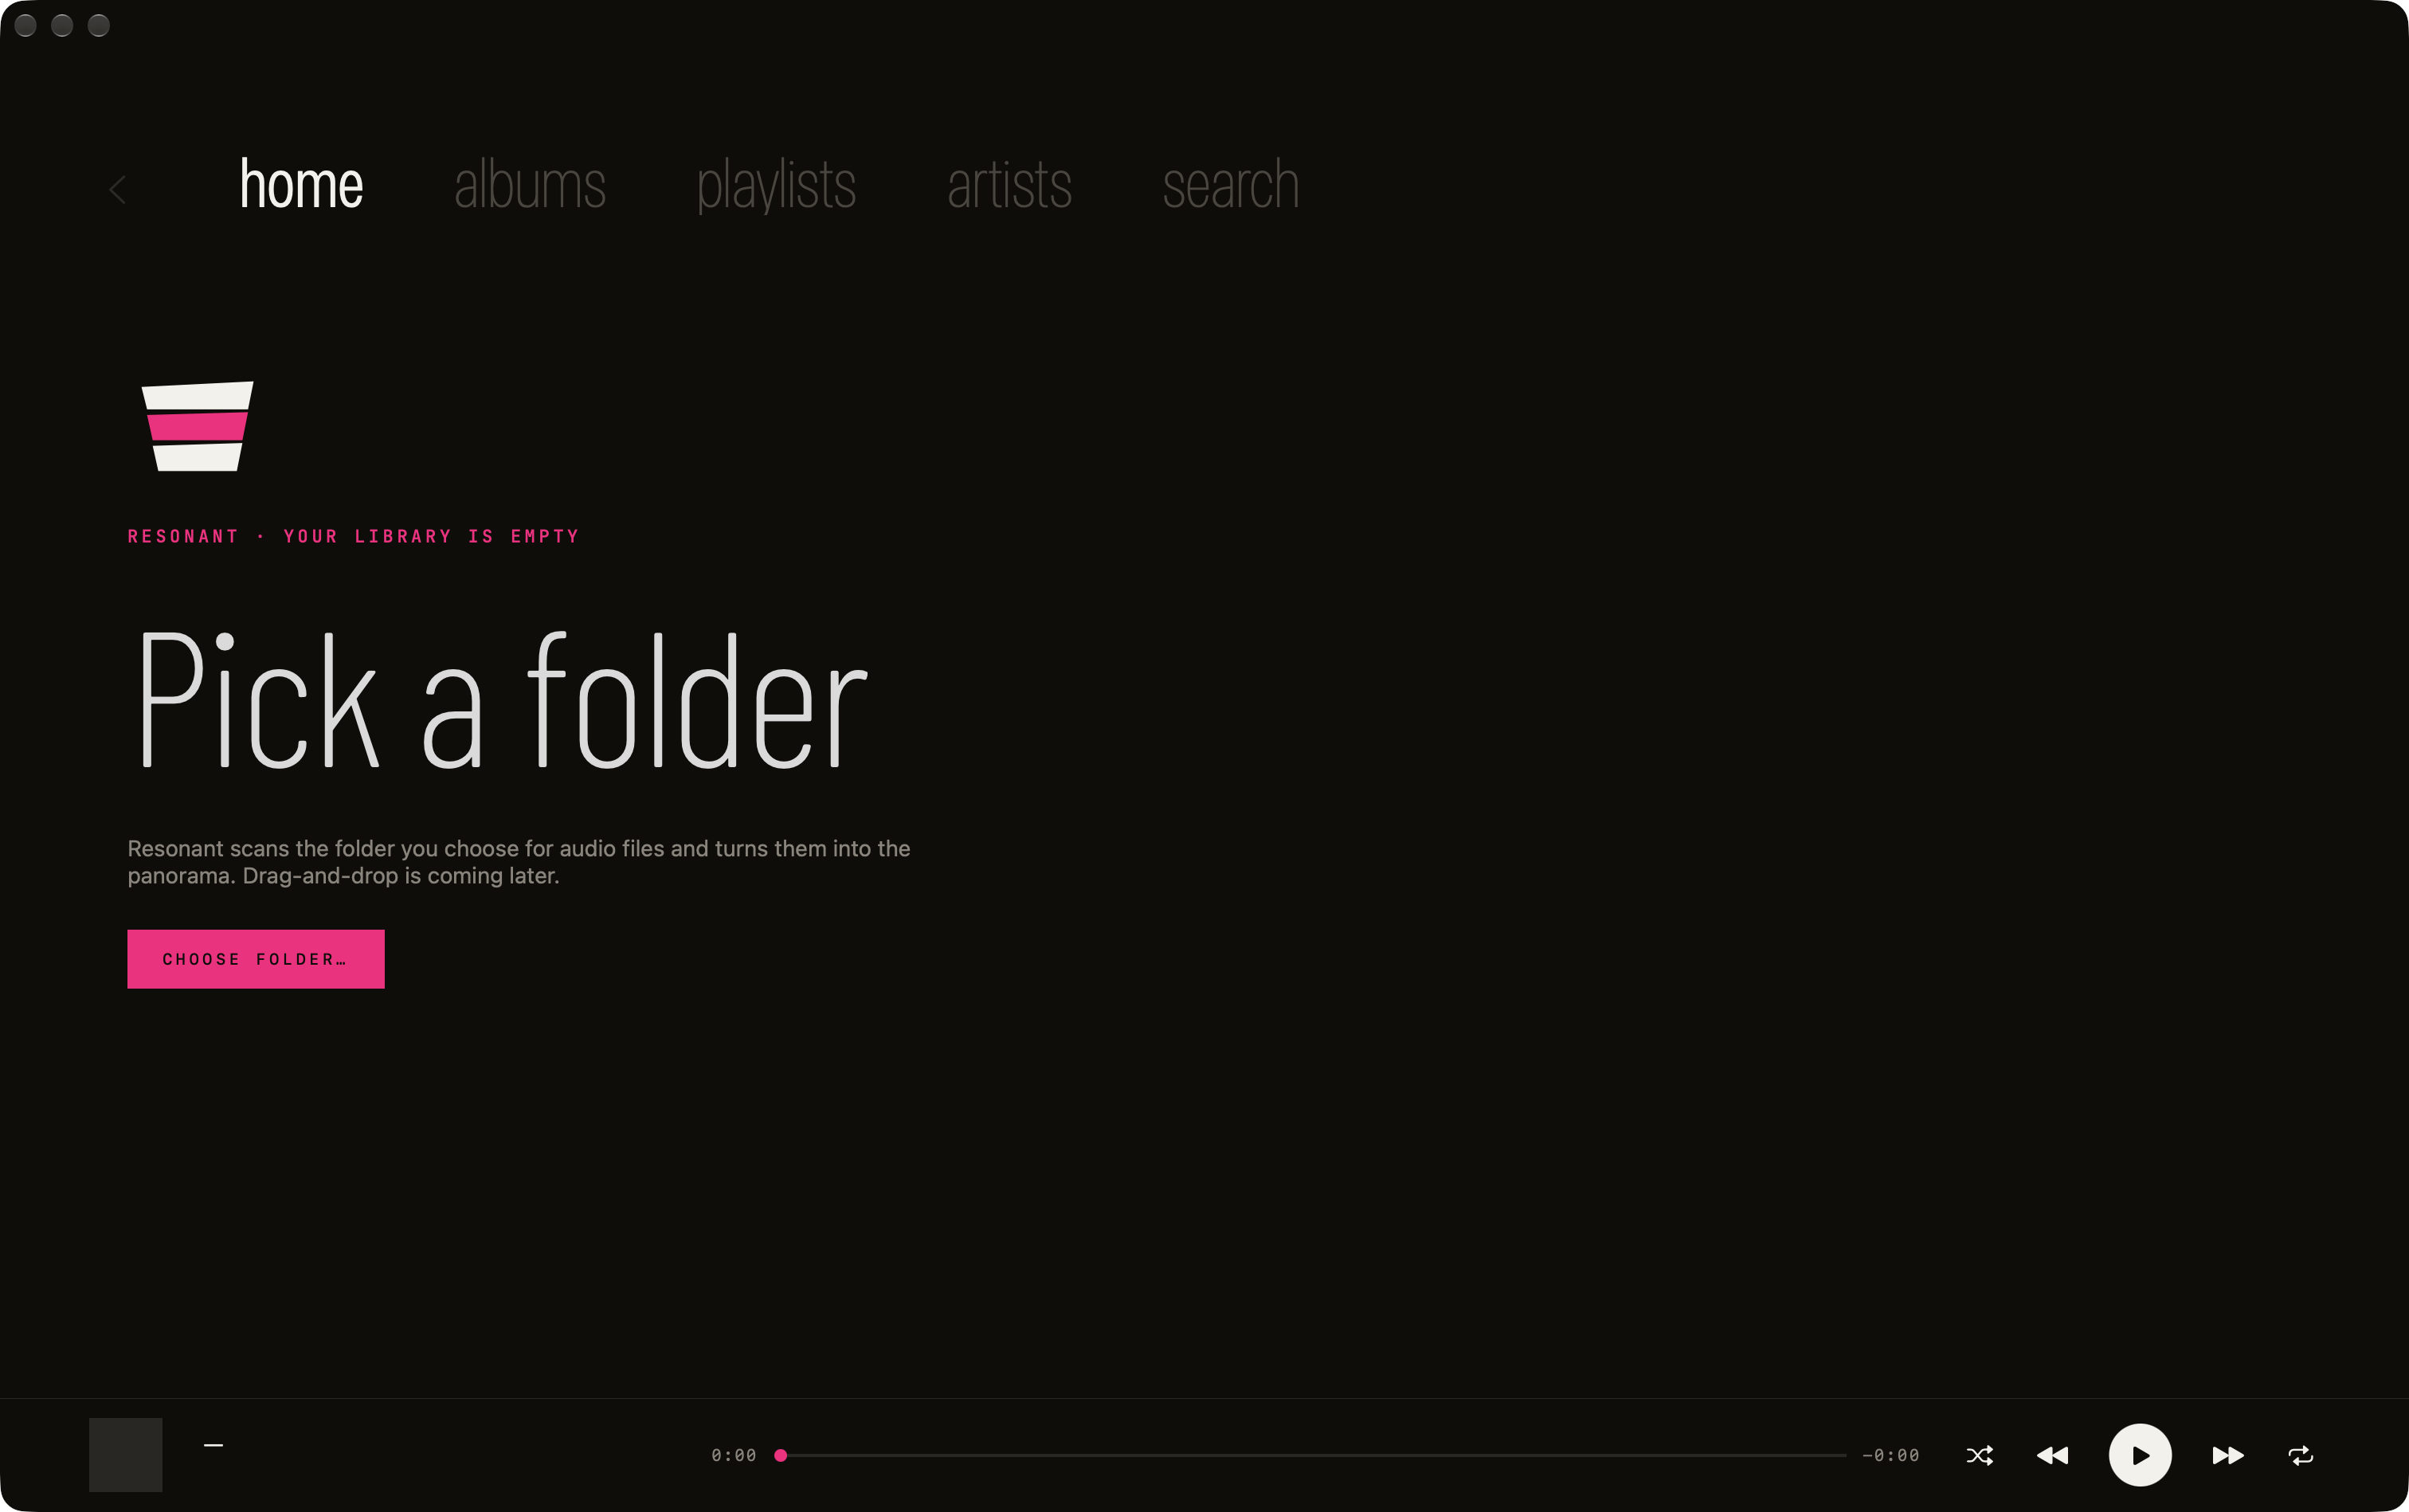 home albums playlists artists search
RESONANT · YOUR LIBRARY IS EMPTY
Pick a folder
Resonant scans the folder you choose for audio files and turns them into the
panorama. Drag-and-drop is coming later.
CHOOSE FOLDER…
—
0:00 −0:00